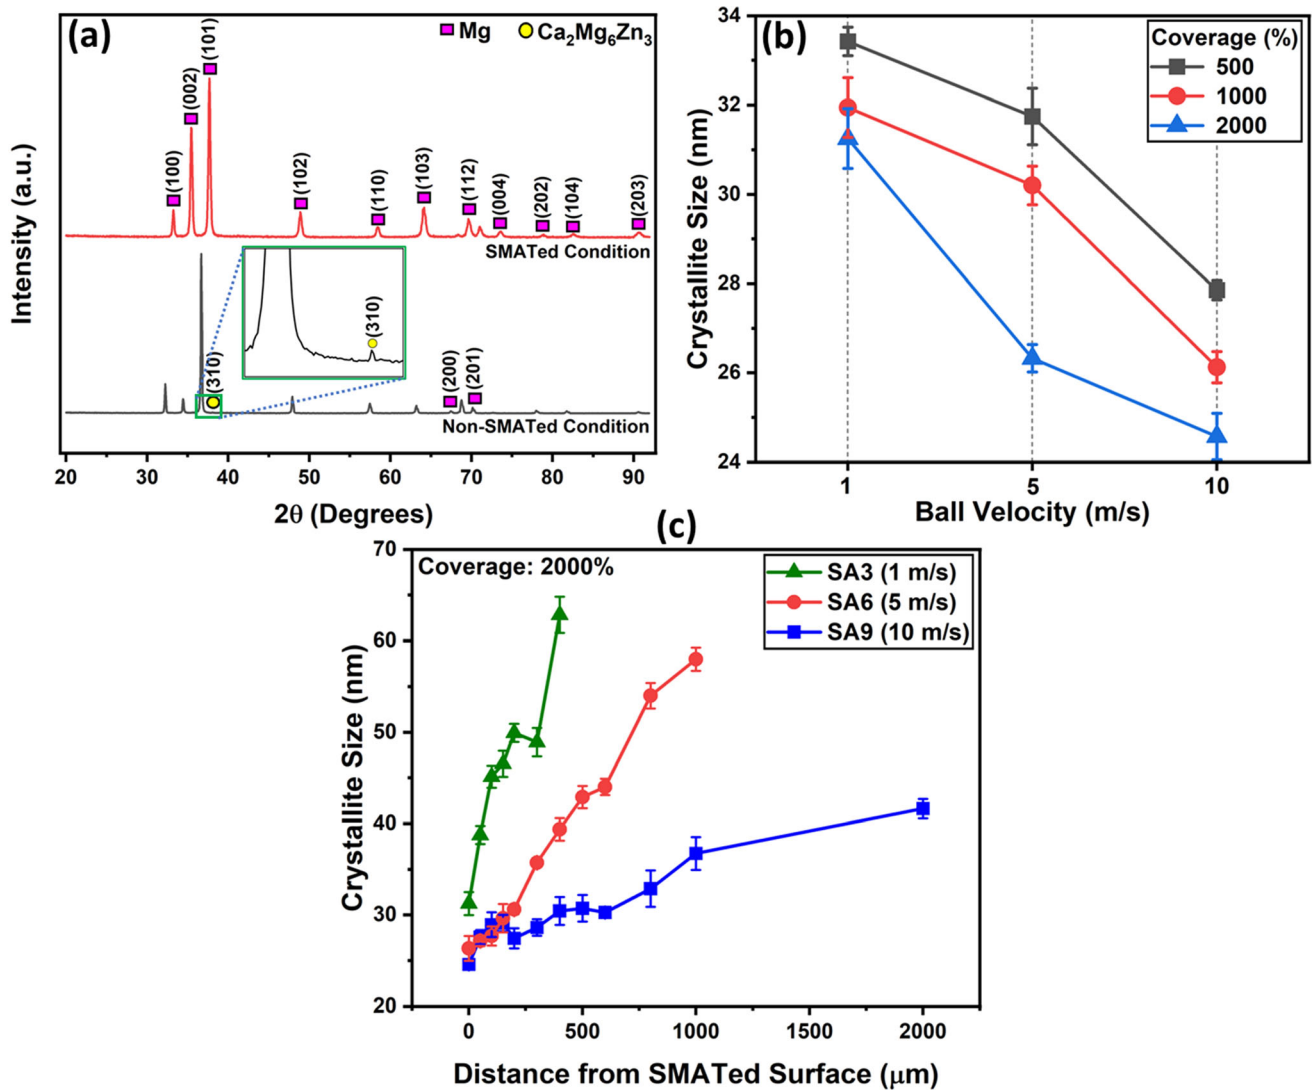 (a)
Mg
Ca2Mg6Zn3
(100)
(002)
(101)
(102)
(110)
(103)
(112)
(004)
(202)
(104)
(203)
SMATed Condition
(310)
(310)
(200)
(201)
Non-SMATed Condition
Intensity (a.u.)
20 30 40 50 60 70 80 90
2θ (Degrees)
(b)
Coverage (%)
500
1000
2000
34
32
30
28
26
24
Crystallite Size (nm)
1 5 10
Ball Velocity (m/s)
(c)
Coverage: 2000%
SA3 (1 m/s)
SA6 (5 m/s)
SA9 (10 m/s)
70
60
50
40
30
20
Crystallite Size (nm)
0 500 1000 1500 2000
Distance from SMATed Surface (μm)